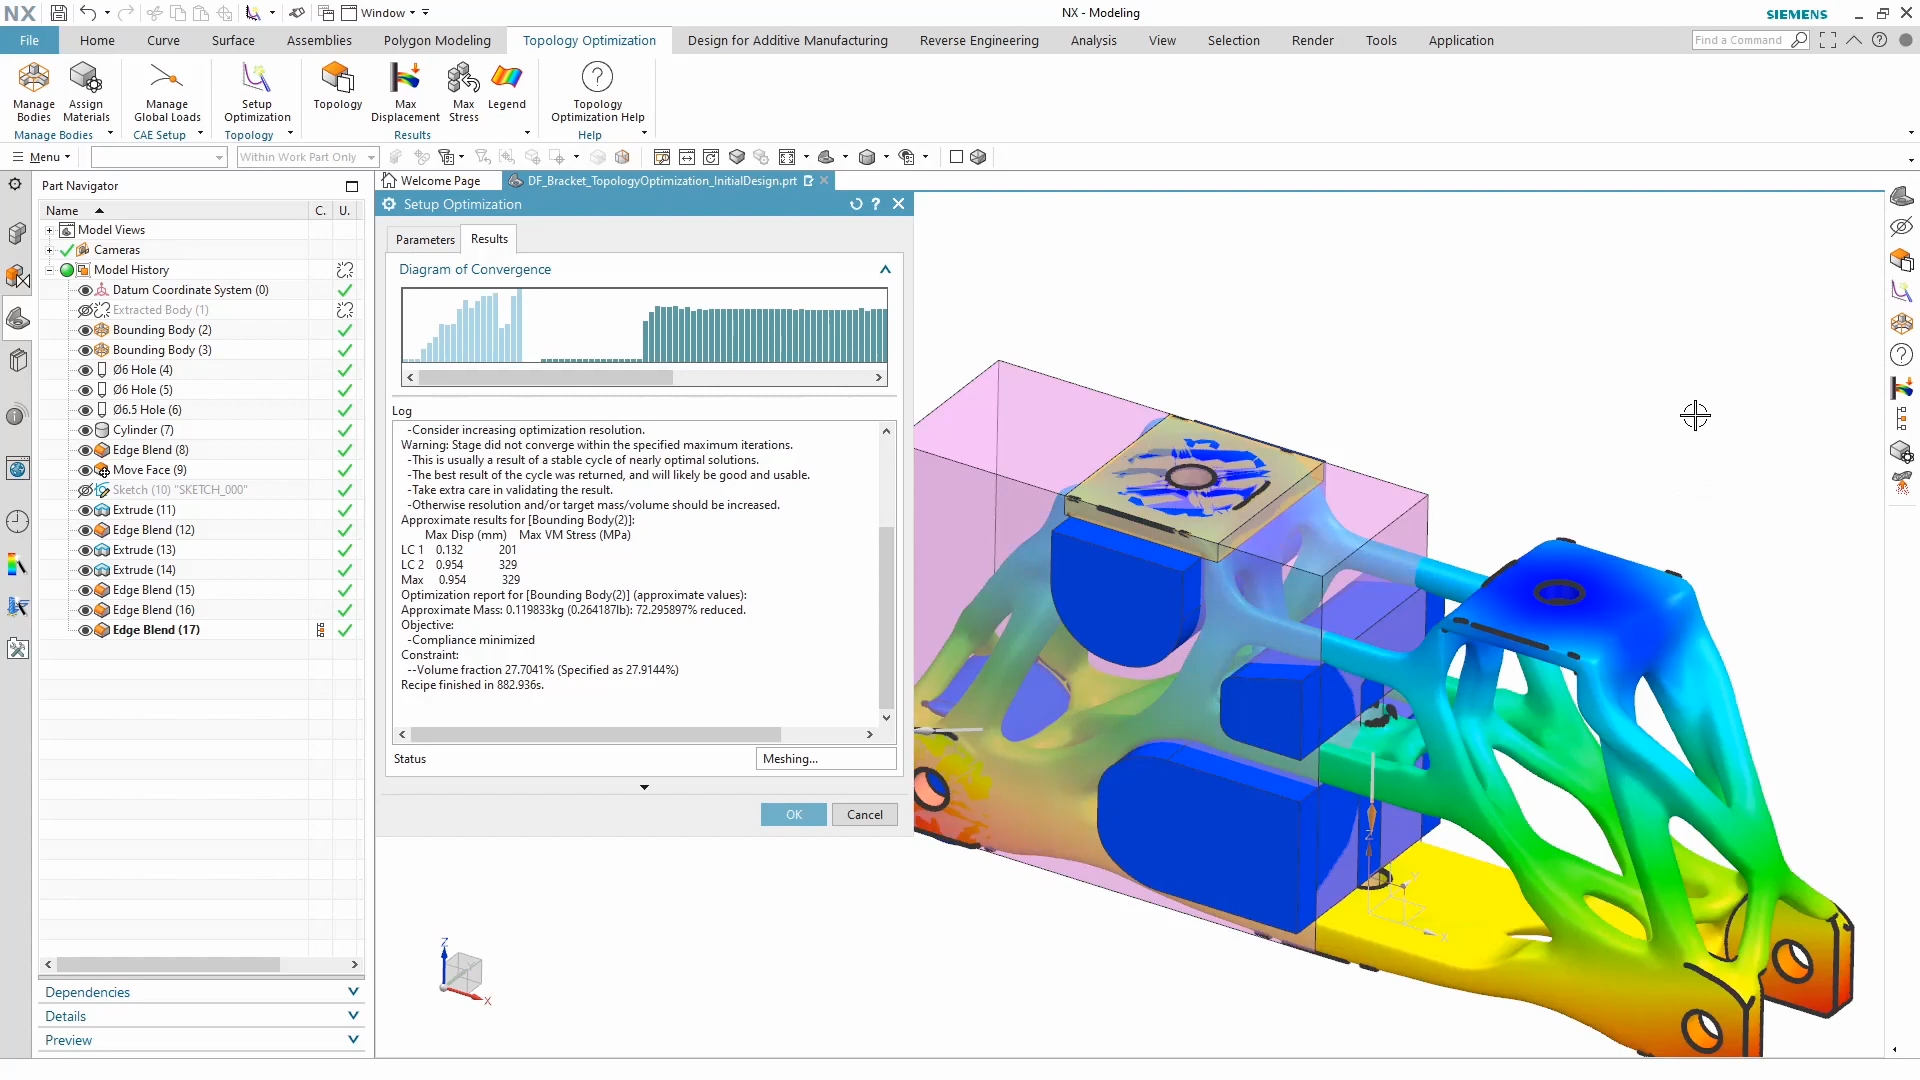 NX
Window
NX - Modeling
SIEMENS
File
Home
Curve
Surface
Assemblies
Polygon Modeling
Topology Optimization
Design for Additive Manufacturing
Reverse Engineering
Analysis
View
Selection
Render
Tools
Application
Find a Command
Manage Bodies
Assign Materials
Manage Global Loads
Setup Optimization
Topology
Max Displacement
Max Stress
Legend
Topology Optimization Help
Manage Bodies
CAE Setup
Topology
Results
Help
Menu
Within Work Part Only
Part Navigator
Welcome Page
DF_Bracket_TopologyOptimization_InitialDesign.prt
Name
C.
U.
Model Views
Cameras
Model History
Datum Coordinate System (0)
Extracted Body (1)
Bounding Body (2)
Bounding Body (3)
Ø6 Hole (4)
Ø6 Hole (5)
Ø6.5 Hole (6)
Cylinder (7)
Edge Blend (8)
Move Face (9)
Sketch (10) "SKETCH_000"
Extrude (11)
Edge Blend (12)
Extrude (13)
Extrude (14)
Edge Blend (15)
Edge Blend (16)
Edge Blend (17)
Dependencies
Details
Preview
Setup Optimization
Parameters
Results
Diagram of Convergence
Log
-Consider increasing optimization resolution.
Warning: Stage did not converge within the specified maximum iterations.
-This is usually a result of a stable cycle of nearly optimal solutions.
-The best result of the cycle was returned, and will likely be good and usable.
-Take extra care in validating the result.
-Otherwise resolution and/or target mass/volume should be increased.
Approximate results for [Bounding Body(2)]:
Max Disp (mm) Max VM Stress (MPa)
LC 1 0.132 201
LC 2 0.954 329
Max 0.954 329
Optimization report for [Bounding Body(2)] (approximate values):
Approximate Mass: 0.119833kg (0.264187lb): 72.295897% reduced.
Objective:
-Compliance minimized
Constraint:
--Volume fraction 27.7041% (Specified as 27.9144%)
Recipe finished in 882.936s.
Status
Meshing...
OK
Cancel
Z
X
Z
X